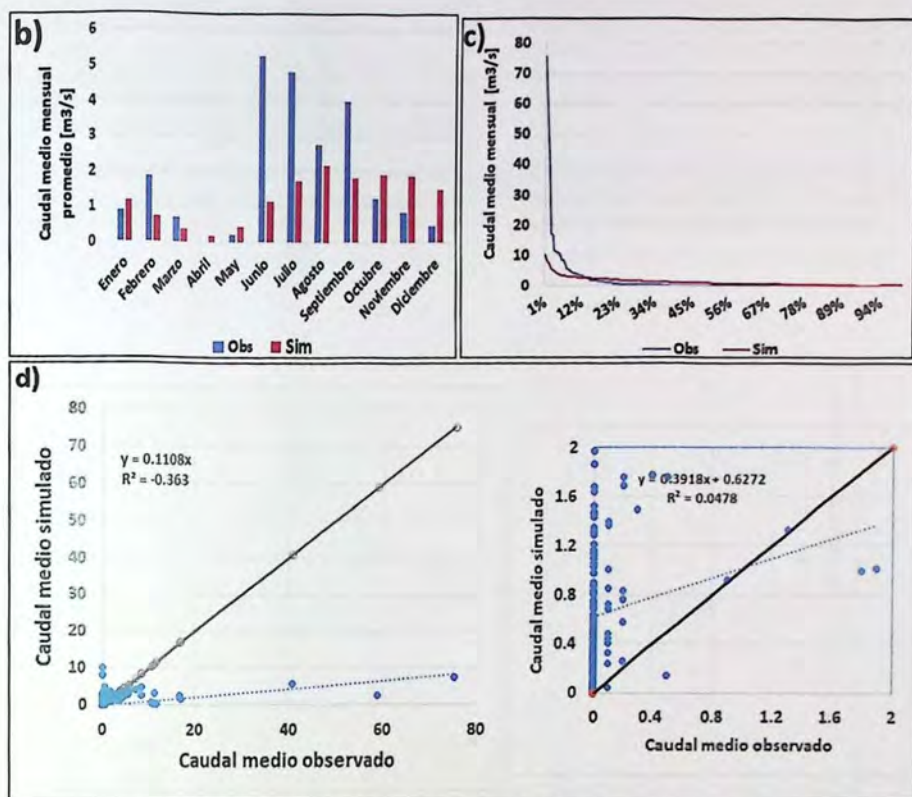 b)
Caudal medio mensual
promedio [m3/s]
6
5
4
3
2
1
0
Enero
Febrero
Marzo
Abril
May
Junio
Julio
Agosto
Septiembre
Octubre
Noviembre
Diciembre
Obs Sim
c)
Caudal medio mensual [m3/s]
80
70
60
50
40
30
20
10
0
1% 12% 23% 34% 45% 56% 67% 78% 89% 94%
Obs Sim
d)
Caudal medio simulado
80
70
60
50
40
30
20
10
0
y = 0.1108x
R² = -0.363
0 20 40 60 80
Caudal medio observado
Caudal medio simulado
2
1.6
1.2
0.8
0.4
0
y = 0.3918x + 0.6272
R² = 0.0478
0 0.4 0.8 1.2 1.6 2
Caudal medio observado